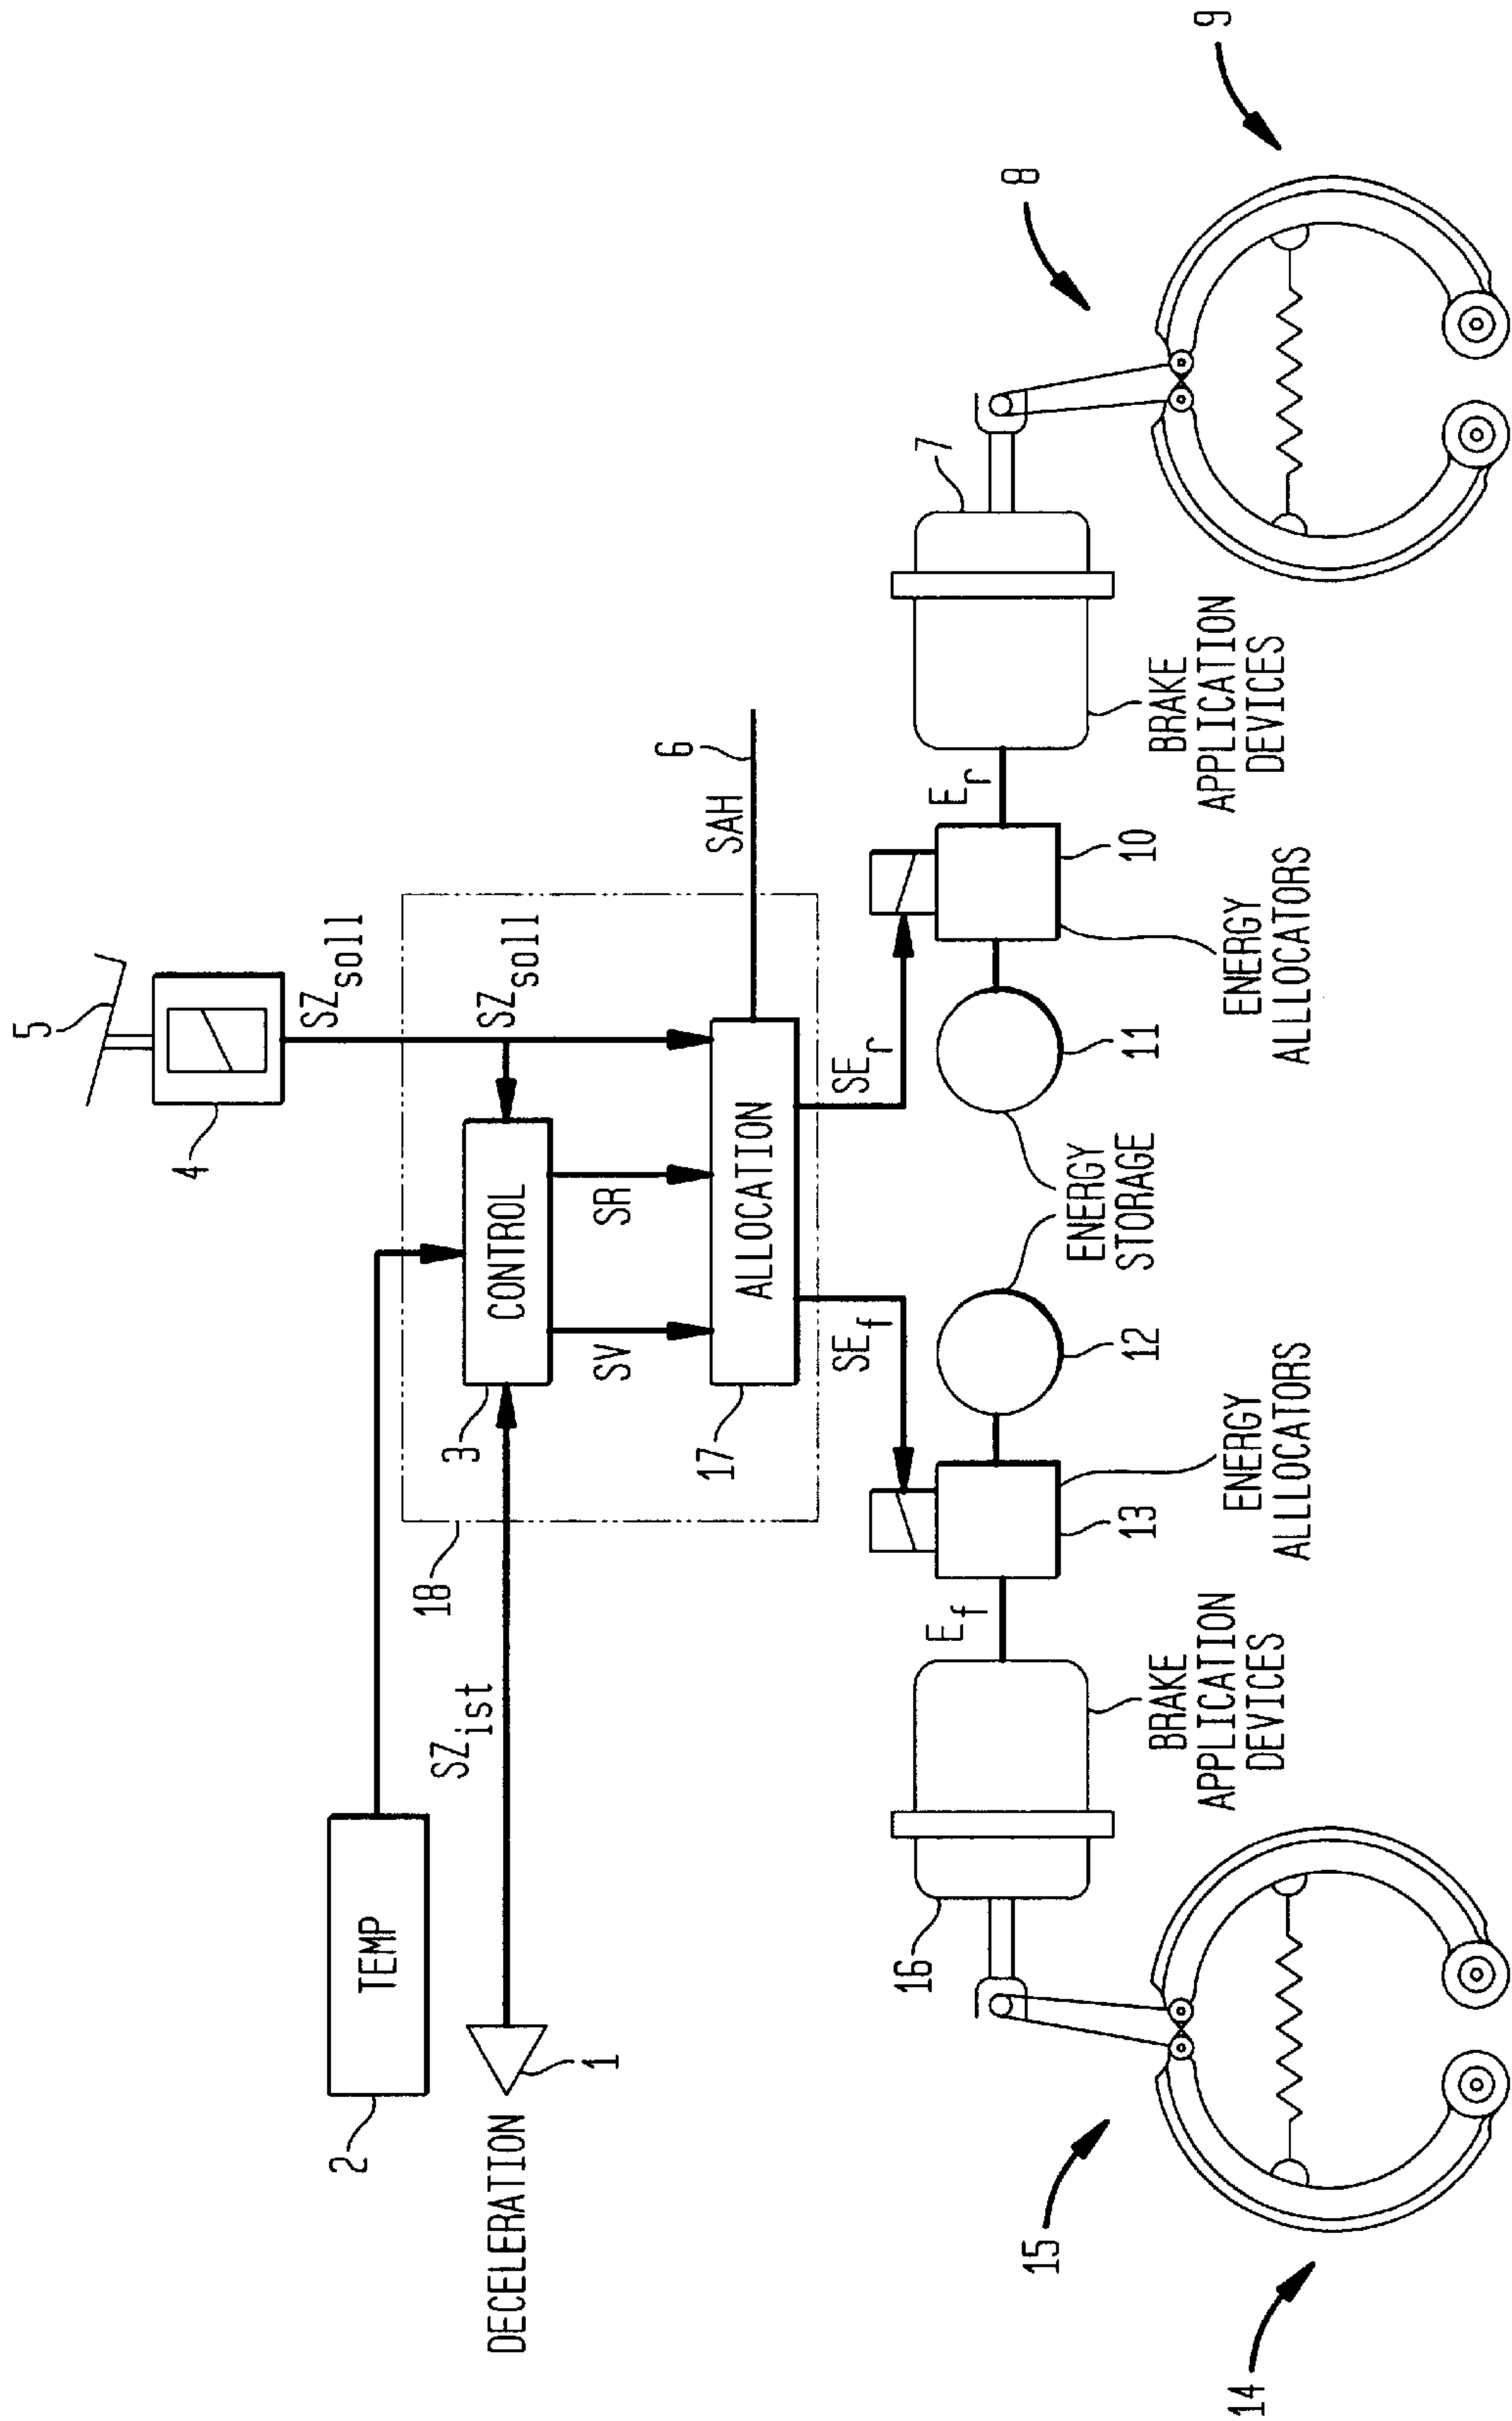 5
4
SZsoll
TEMP
2
SZist
DECELERATION
1
18
3
CONTROL
SZsoll
SV
SR
17
ALLOCATION
SAH
6
SEf
SEr
16
Ef
13
12
11
10
Er
7
8
9
15
14
BRAKE
APPLICATION
DEVICES
ENERGY
ALLLOCATORS
ENERGY
STORAGE
ENERGY
ALLLOCATORS
BRAKE
APPLICATION
DEVICES